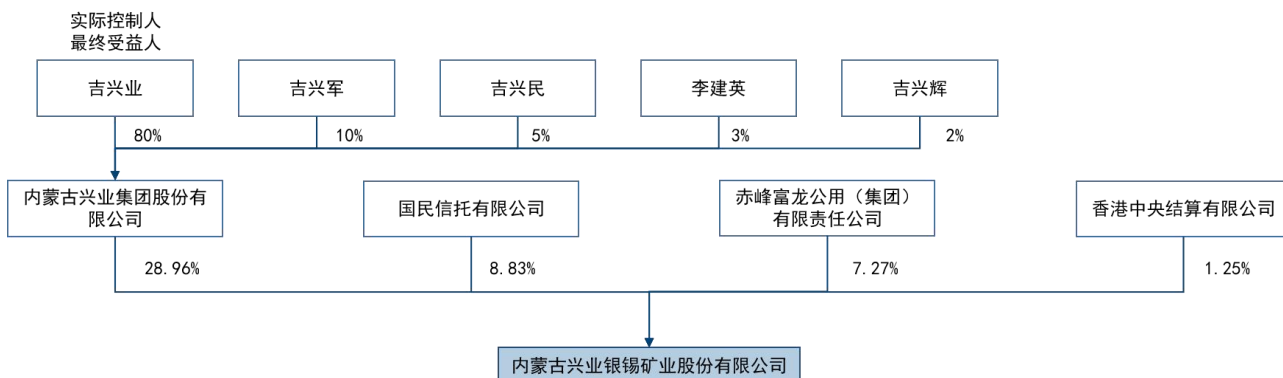 实际控制人
最终受益人
吉兴业
吉兴军
吉兴民
李建英
吉兴辉
80%
10%
5%
3%
2%
内蒙古兴业集团股份有
限公司
国民信托有限公司
赤峰富龙公用（集团）
有限责任公司
香港中央结算有限公司
28.96%
8.83%
7.27%
1.25%
内蒙古兴业银锡矿业股份有限公司